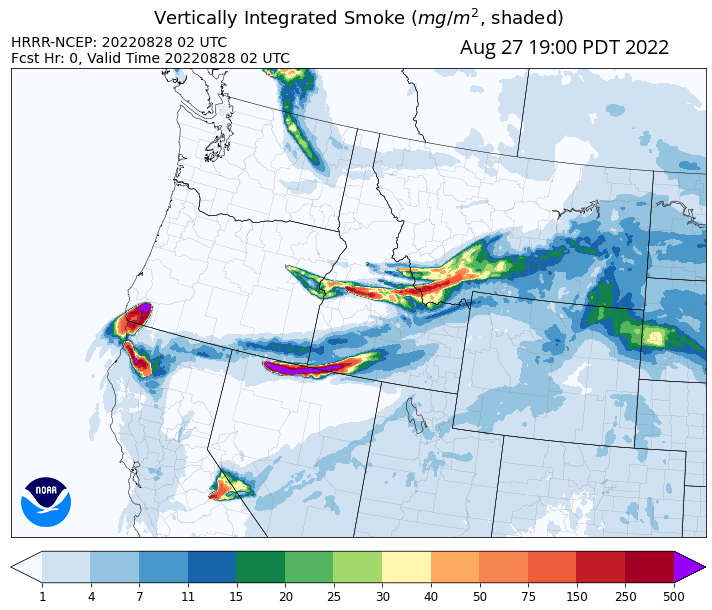 Vertically Integrated Smoke (mg/m², shaded)
HRRR-NCEP: 20220828 02 UTC
Fcst Hr: 0, Valid Time 20220828 02 UTC
Aug 27 19:00 PDT 2022
NOAA
1 4 7 11 15 20 25 30 40 50 75 150 250 500